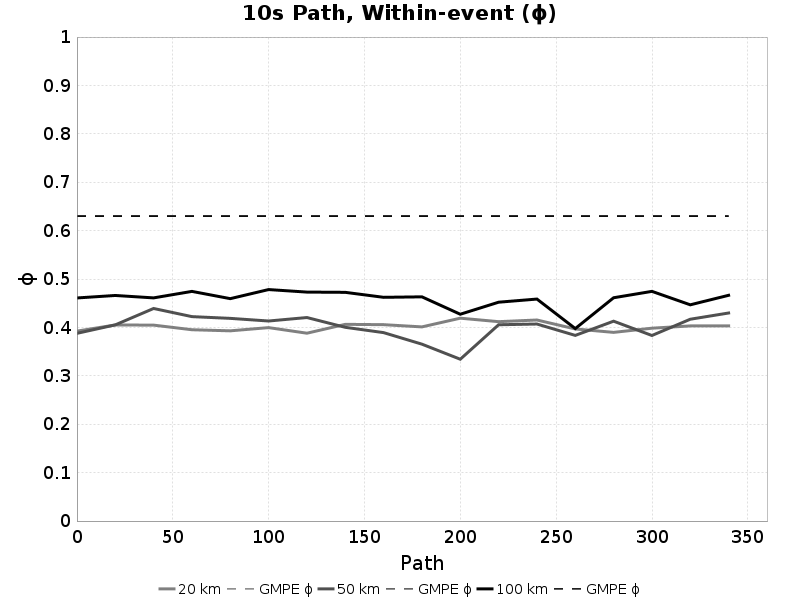 10s Path, Within-event (ϕ)
1
0.9
0.8
0.7
0.6
0.5
0.4
0.3
0.2
0.1
0
ϕ
0 50 100 150 200 250 300 350
Path
20 km GMPE ϕ 50 km GMPE ϕ 100 km GMPE ϕ